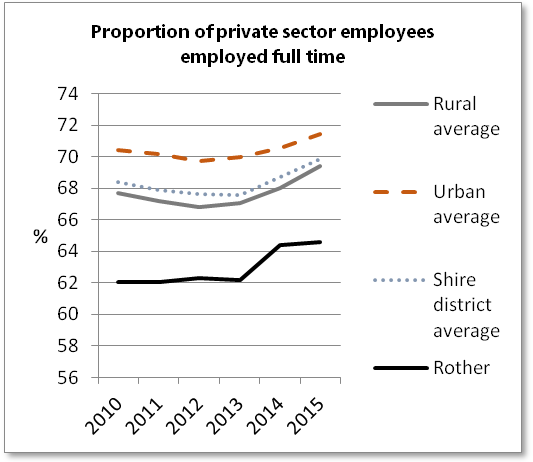 Proportion of private sector employees
employed full time
74
72
70
68
66
64
62
60
58
56
%
2010
2011
2012
2013
2014
2015
Rural
average
Urban
average
Shire
district
average
Rother